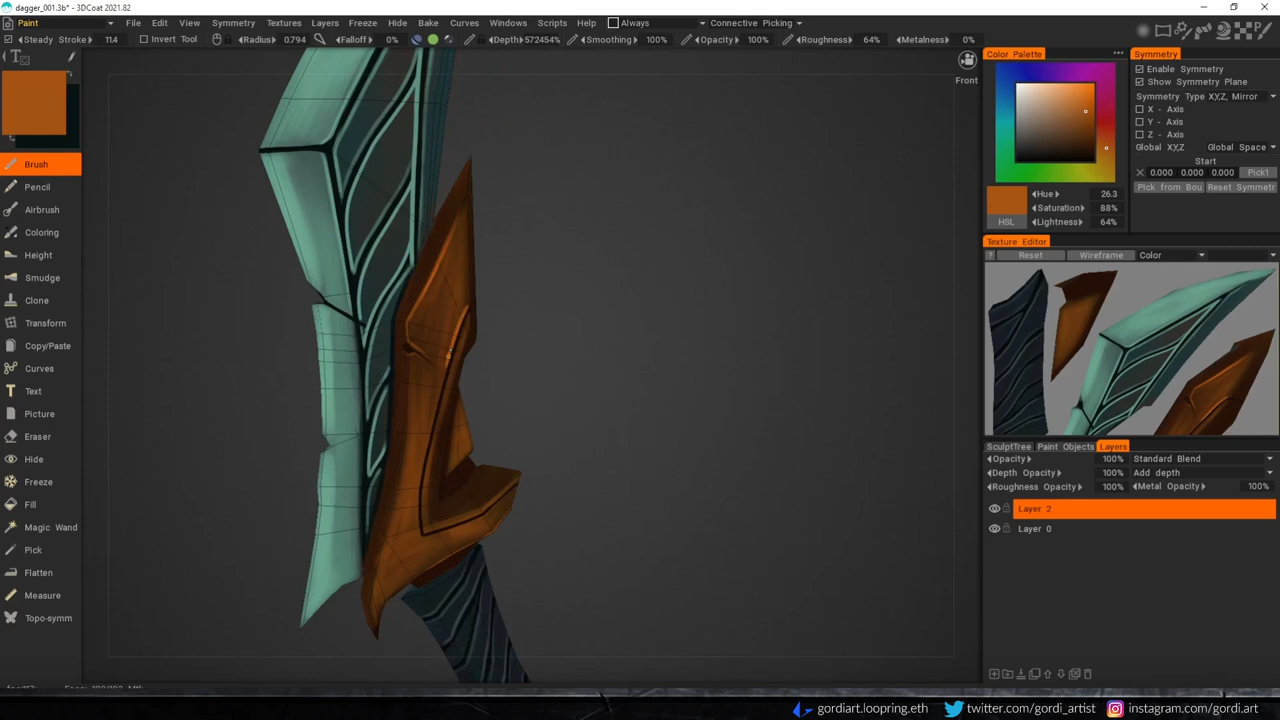 dagger_001.3b* - 3DCoat 2021.82
Paint File Edit View Symmetry Textures Layers Freeze Hide Bake Curves Windows Scripts Help Always Connective Picking
Steady Stroke 11.4 Invert Tool Radius 0.794 Falloff 0% Depth 572454% Smoothing 100% Opacity 100% Roughness 64% Metalness 0%
Front
Brush
Pencil
Airbrush
Coloring
Height
Smudge
Clone
Transform
Copy/Paste
Curves
Text
Picture
Eraser
Hide
Freeze
Fill
Magic Wand
Pick
Flatten
Measure
Topo-symm
Color Palette
Hue 26.3
Saturation 88%
HSL Lightness 64%
Symmetry
Enable Symmetry
Show Symmetry Plane
Symmetry Type X,Y,Z, Mirror
X - Axis
Y - Axis
Z - Axis
Global X,Y,Z Global Space
Start
0.000 0.000 0.000 Pick1
Pick from Bou Reset Symmetr
Texture Editor
? Reset Wireframe Color
SculptTree Paint Objects Layers
Opacity 100% Standard Blend
Depth Opacity 100% Add depth
Roughness Opacity 100% Metal Opacity 100%
Layer 2
Layer 0
gordiart.loopring.eth twitter.com/gordi_artist instagram.com/gordi.art